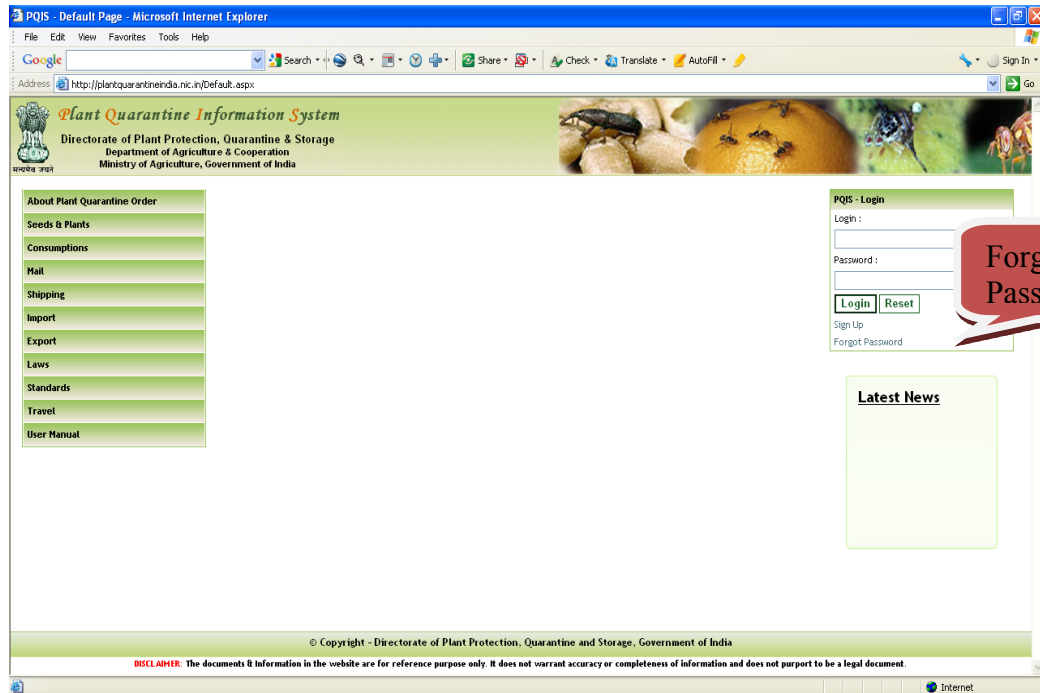 PQIS - Default Page - Microsoft Internet Explorer
File Edit View Favorites Tools Help
Google Search Share Check Translate AutoFill Sign In
Address http://plantquarantineindia.nic.in/Default.aspx Go
Plant Quarantine Information System
Directorate of Plant Protection, Quarantine & Storage
Department of Agriculture & Cooperation
Ministry of Agriculture, Government of India
सत्यमेव जयते
About Plant Quarantine Order
Seeds & Plants
Consumptions
Mail
Shipping
Import
Export
Laws
Standards
Travel
User Manual
PQIS - Login
Login :
Password :
Login Reset
Sign Up
Forgot Password
Forg
Pass
Latest News
© Copyright - Directorate of Plant Protection, Quarantine and Storage, Government of India
DISCLAIMER: The documents & Information in the website are for reference purpose only. It does not warrant accuracy or completeness of information and does not purport to be a legal document.
Internet